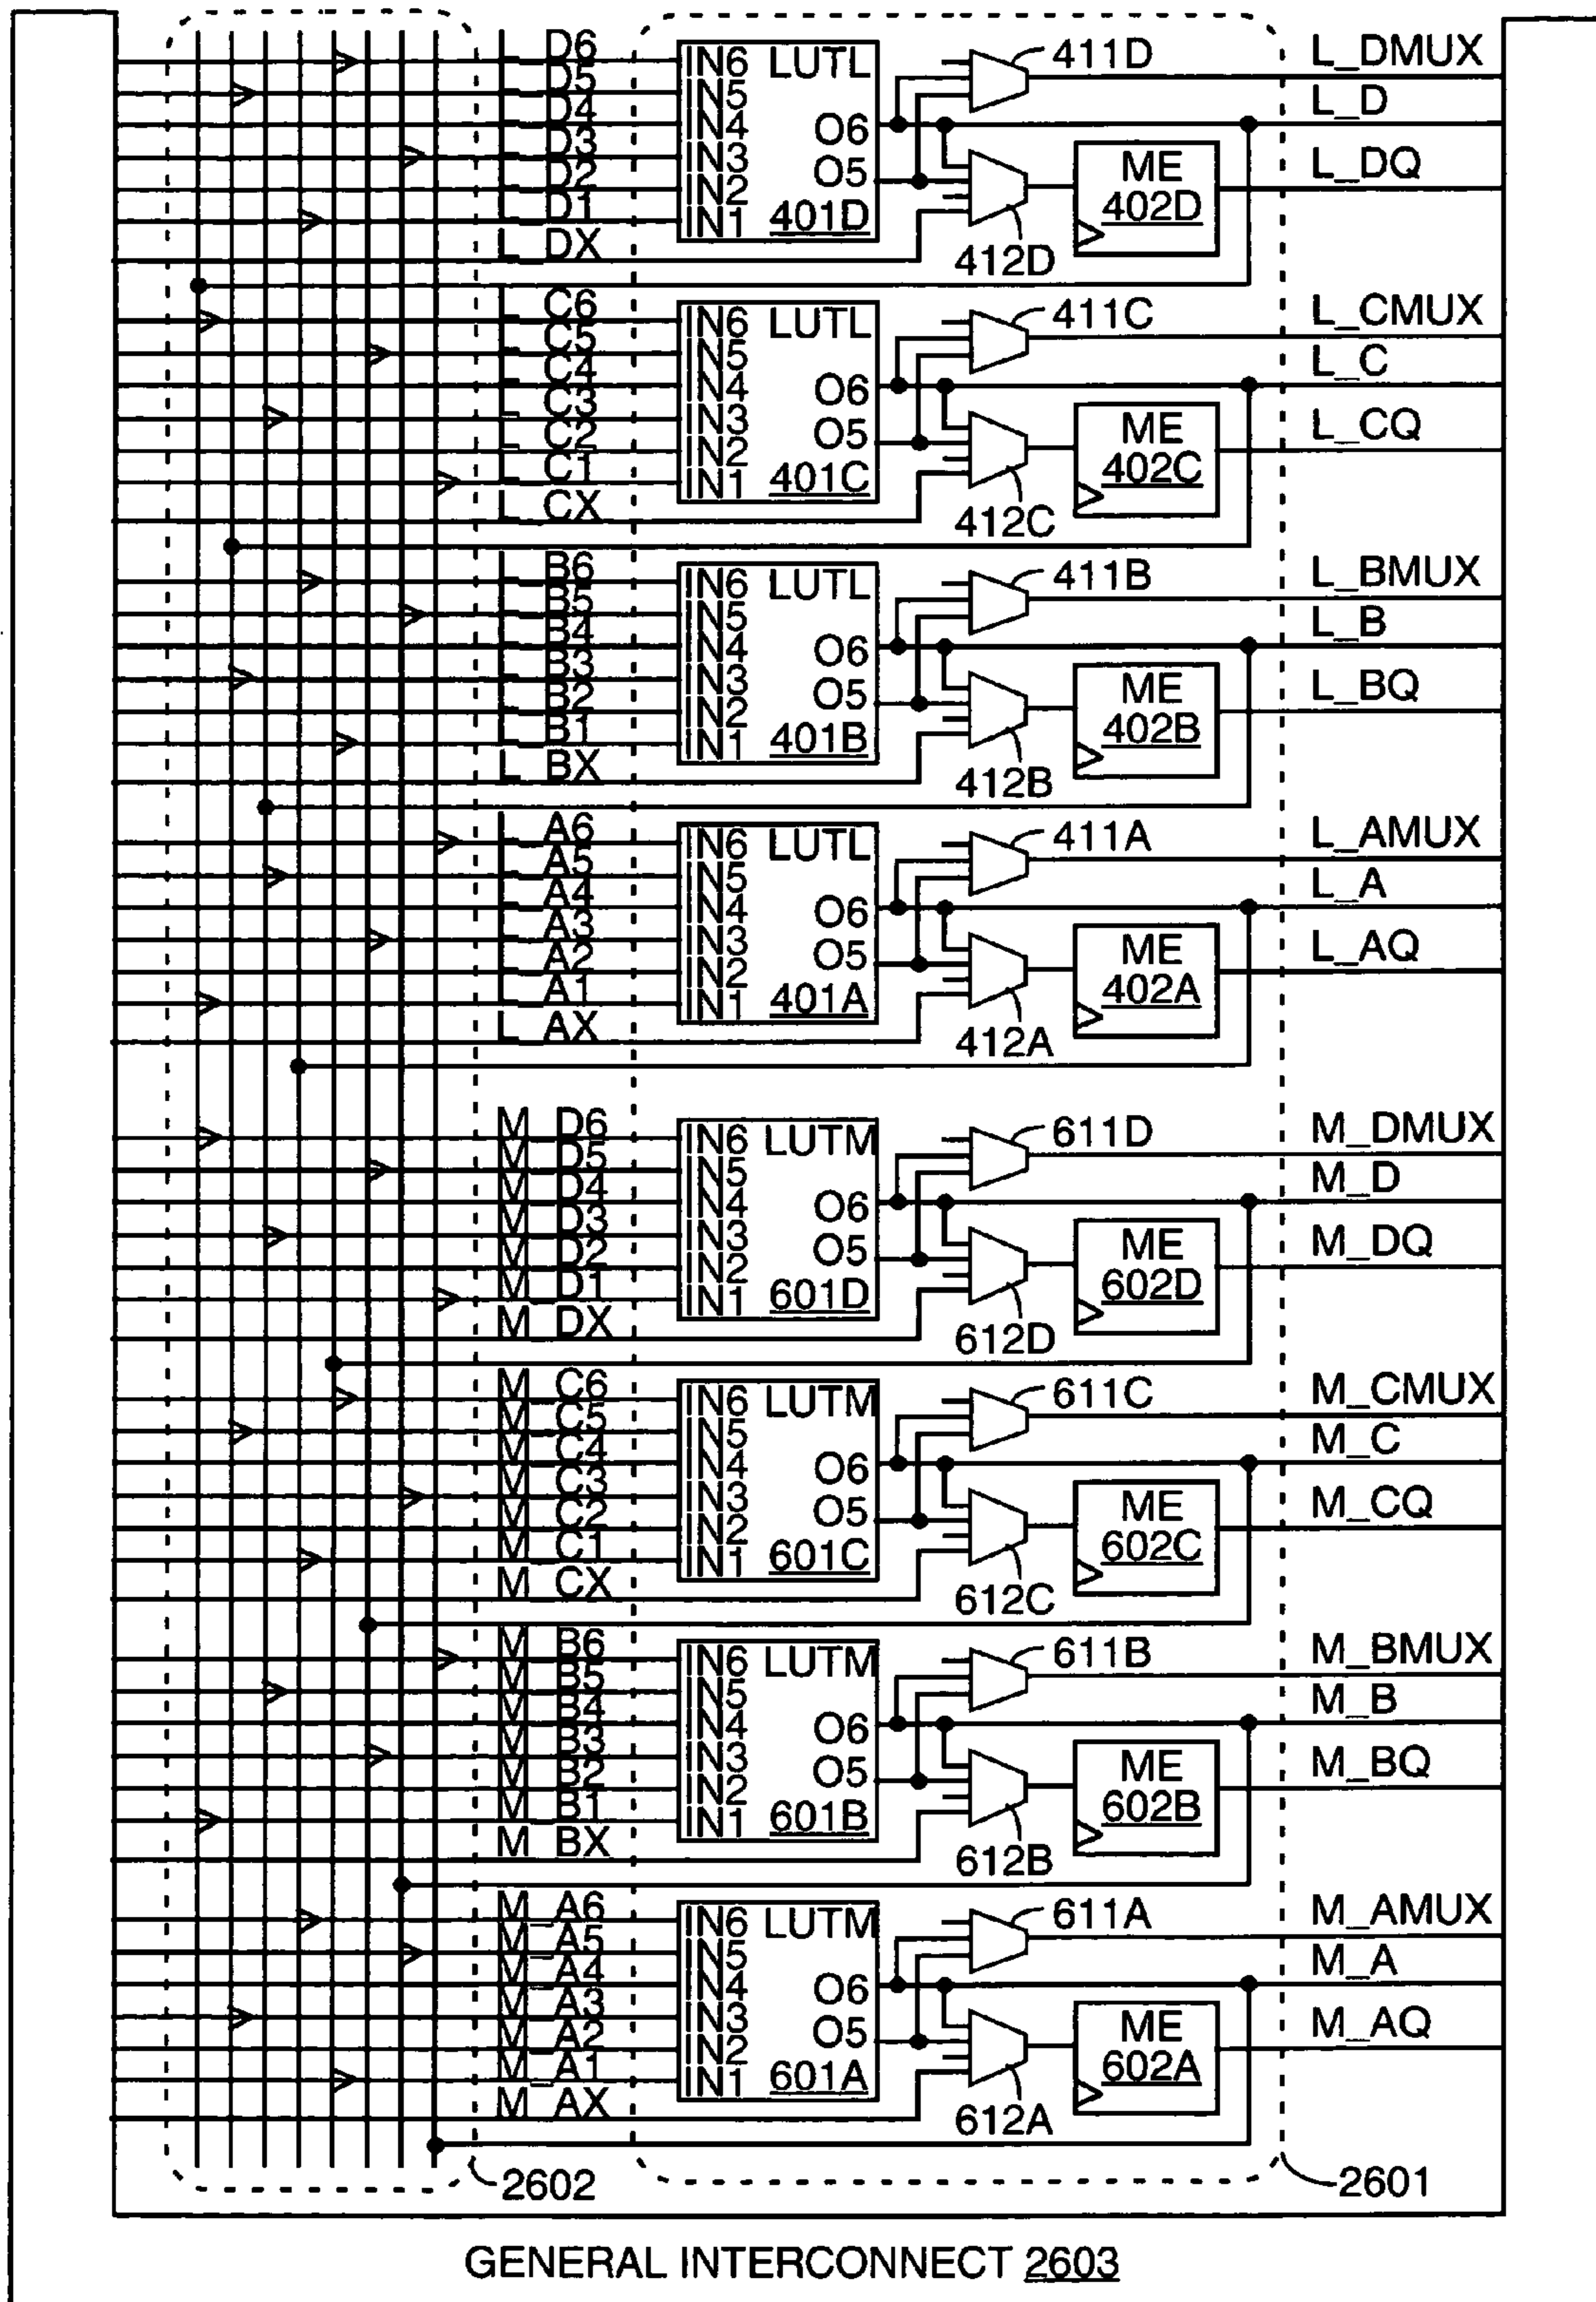 L_D6
L_D5
L_D4
L_D3
L_D2
L_D1
L_DX
IN6 LUTL
IN5
IN4
IN3
IN2
IN1
O6
O5
401D
411D
412D
ME
402D
L_DMUX
L_D
L_DQ
L_C6
L_C5
L_C4
L_C3
L_C2
L_C1
L_CX
IN6 LUTL
IN5
IN4
IN3
IN2
IN1
O6
O5
401C
411C
412C
ME
402C
L_CMUX
L_C
L_CQ
L_B6
L_B5
L_B4
L_B3
L_B2
L_B1
L_BX
IN6 LUTL
IN5
IN4
IN3
IN2
IN1
O6
O5
401B
411B
412B
ME
402B
L_BMUX
L_B
L_BQ
L_A6
L_A5
L_A4
L_A3
L_A2
L_A1
L_AX
IN6 LUTL
IN5
IN4
IN3
IN2
IN1
O6
O5
401A
411A
412A
ME
402A
L_AMUX
L_A
L_AQ
M_D6
M_D5
M_D4
M_D3
M_D2
M_D1
M_DX
IN6 LUTM
IN5
IN4
IN3
IN2
IN1
O6
O5
601D
611D
612D
ME
602D
M_DMUX
M_D
M_DQ
M_C6
M_C5
M_C4
M_C3
M_C2
M_C1
M_CX
IN6 LUTM
IN5
IN4
IN3
IN2
IN1
O6
O5
601C
611C
612C
ME
602C
M_CMUX
M_C
M_CQ
M_B6
M_B5
M_B4
M_B3
M_B2
M_B1
M_BX
IN6 LUTM
IN5
IN4
IN3
IN2
IN1
O6
O5
601B
611B
612B
ME
602B
M_BMUX
M_B
M_BQ
M_A6
M_A5
M_A4
M_A3
M_A2
M_A1
M_AX
IN6 LUTM
IN5
IN4
IN3
IN2
IN1
O6
O5
601A
611A
612A
ME
602A
M_AMUX
M_A
M_AQ
2602
2601
GENERAL INTERCONNECT 2603